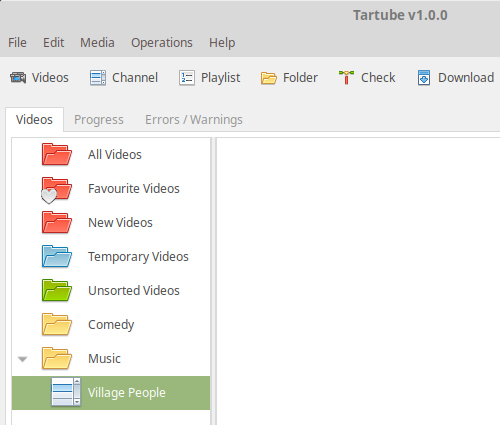 Tartube v1.0.0
File Edit Media Operations Help
Videos Channel Playlist Folder Check Download
Videos Progress Errors / Warnings
All Videos
Favourite Videos
New Videos
Temporary Videos
Unsorted Videos
Comedy
Music
Village People